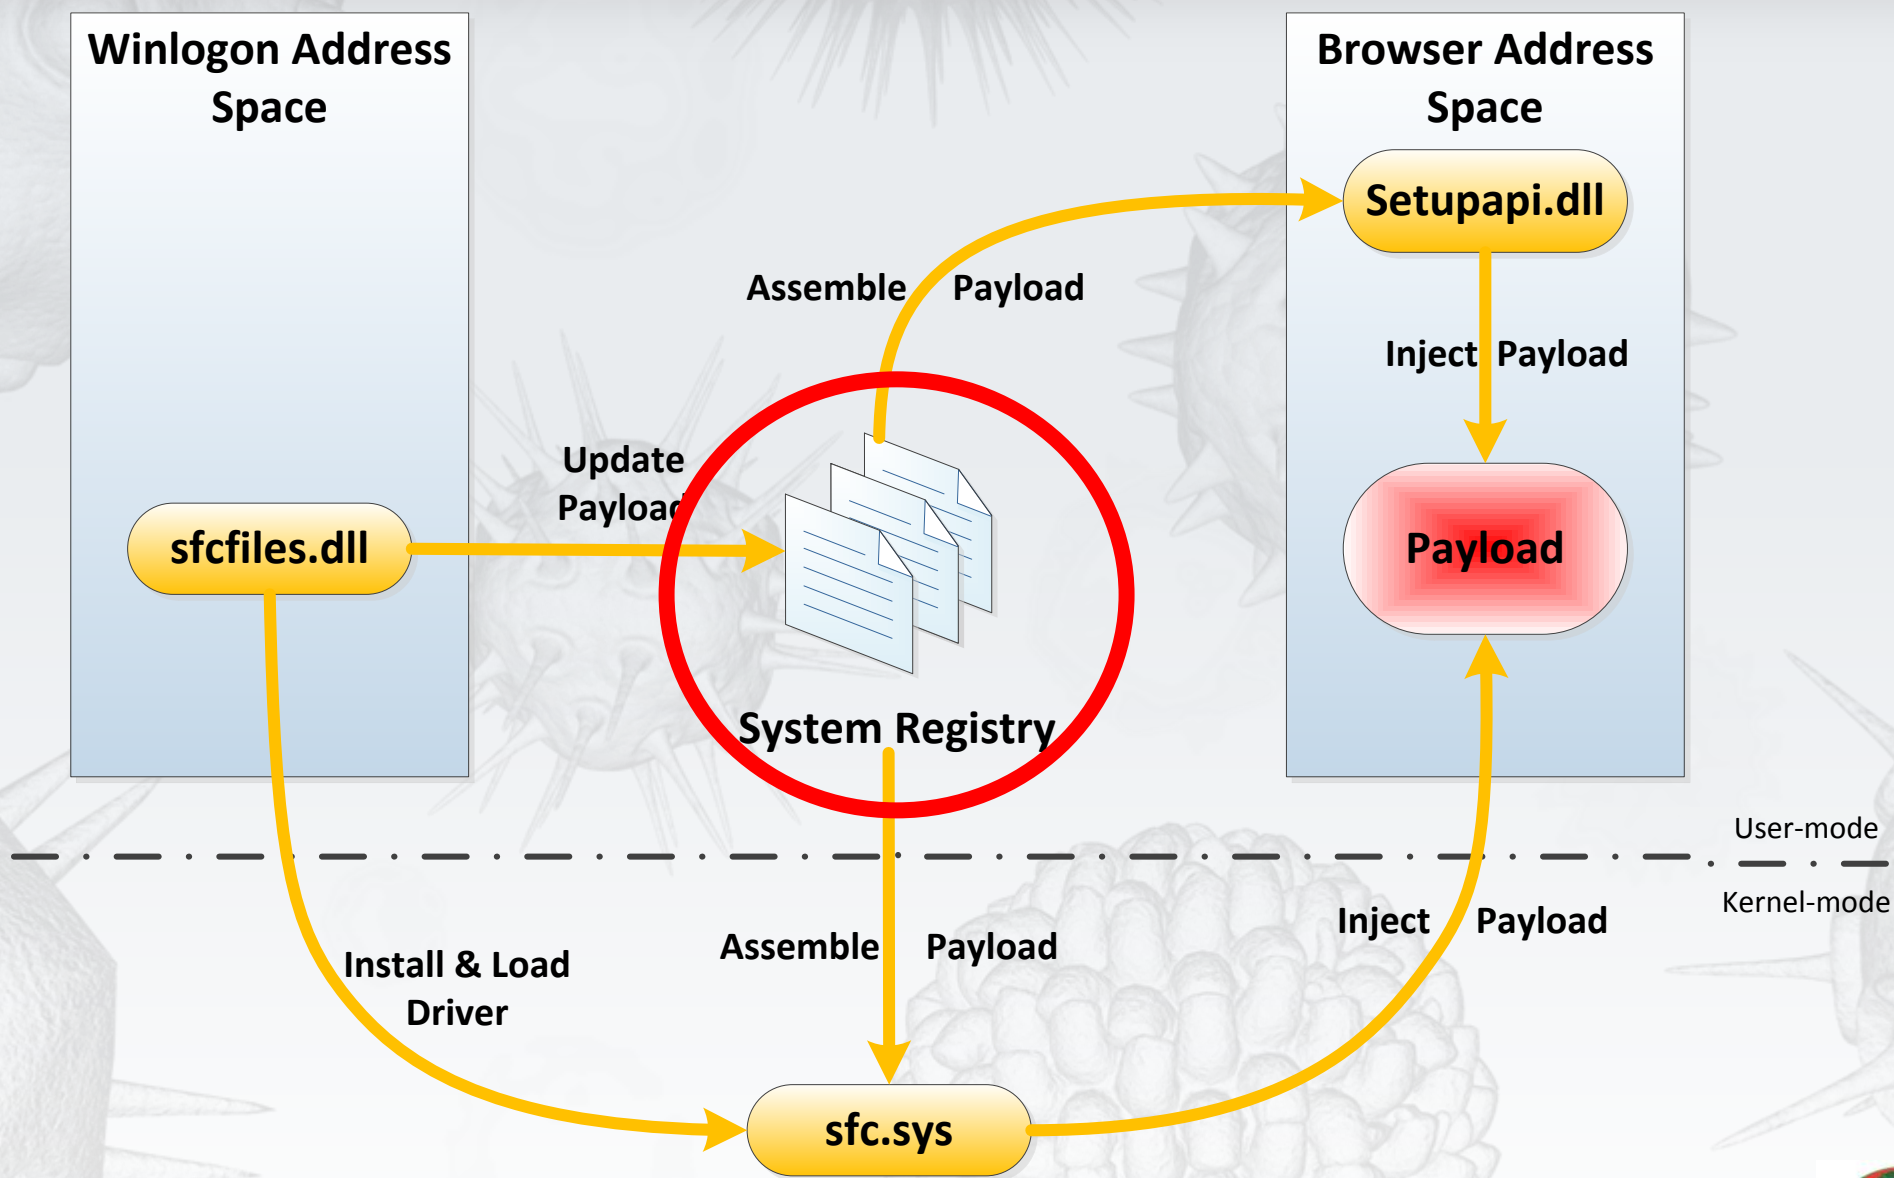 Winlogon Address
Space
Browser Address
Space
Setupapi.dll
Assemble Payload
Inject Payload
Update
Payload
sfcfiles.dll
Payload
System Registry
User-mode
Kernel-mode
Inject Payload
Assemble Payload
Install & Load
Driver
sfc.sys